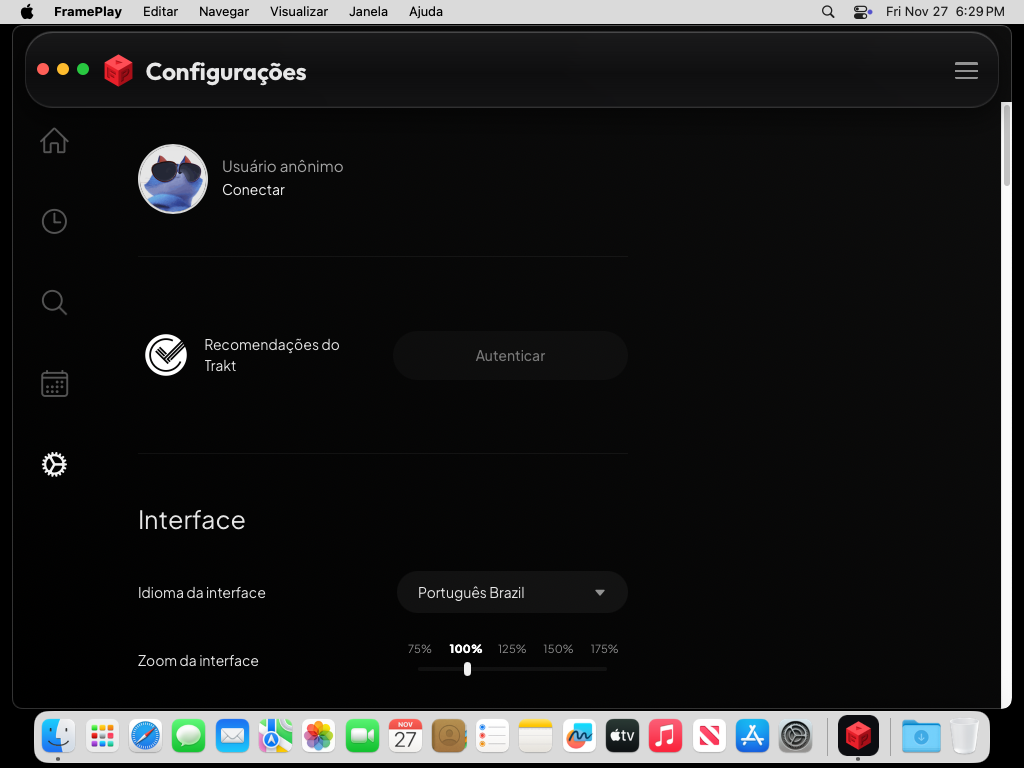 FramePlay Editar Navegar Visualizar Janela Ajuda Fri Nov 27 6:29 PM
Configurações
Usuário anônimo
Conectar
Recomendações do
Trakt
Autenticar
Interface
Idioma da interface
Português Brazil
75% 100% 125% 150% 175%
Zoom da interface
NOV
27
tv